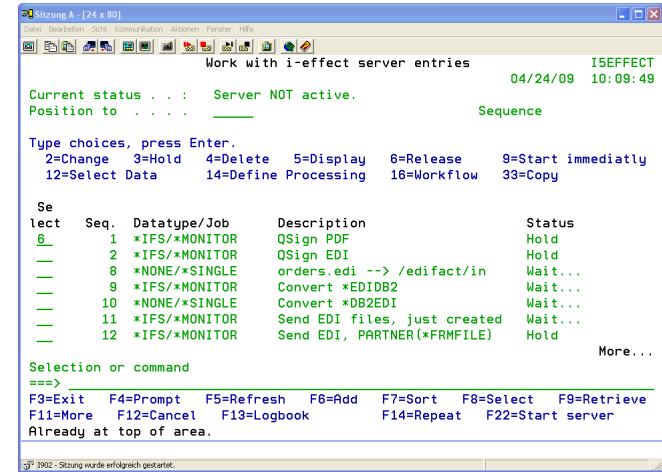 Sitzung A - [24 x 80]
Datei Bearbeiten Sicht Kommunikation Aktionen Fenster Hilfe
Work with i-effect server entries I5EFFECT
04/24/09 10:09:49
Current status . . : Server NOT active.
Position to . . . . _____ Sequence
Type choices, press Enter.
2=Change 3=Hold 4=Delete 5=Display 6=Release 9=Start immediatly
12=Select Data 14=Define Processing 16=Workflow 33=Copy
Se
lect Seq. Datatype/Job Description Status
6_ 1 *IFS/*MONITOR QSign PDF Hold
__ 2 *IFS/*MONITOR QSign EDI Hold
__ 8 *NONE/*SINGLE orders.edi --> /edifact/in Wait...
__ 9 *IFS/*MONITOR Convert *EDIDB2 Wait...
__ 10 *NONE/*SINGLE Convert *DB2EDI Wait...
__ 11 *IFS/*MONITOR Send EDI files, just created Wait...
__ 12 *IFS/*MONITOR Send EDI, PARTNER(*FRMFILE) Hold
More...
Selection or command
===>
F3=Exit F4=Prompt F5=Refresh F6=Add F7=Sort F8=Select F9=Retrieve
F11=More F12=Cancel F13=Logbook F14=Repeat F22=Start server
Already at top of area.
I902 - Sitzung wurde erfolgreich gestartet.